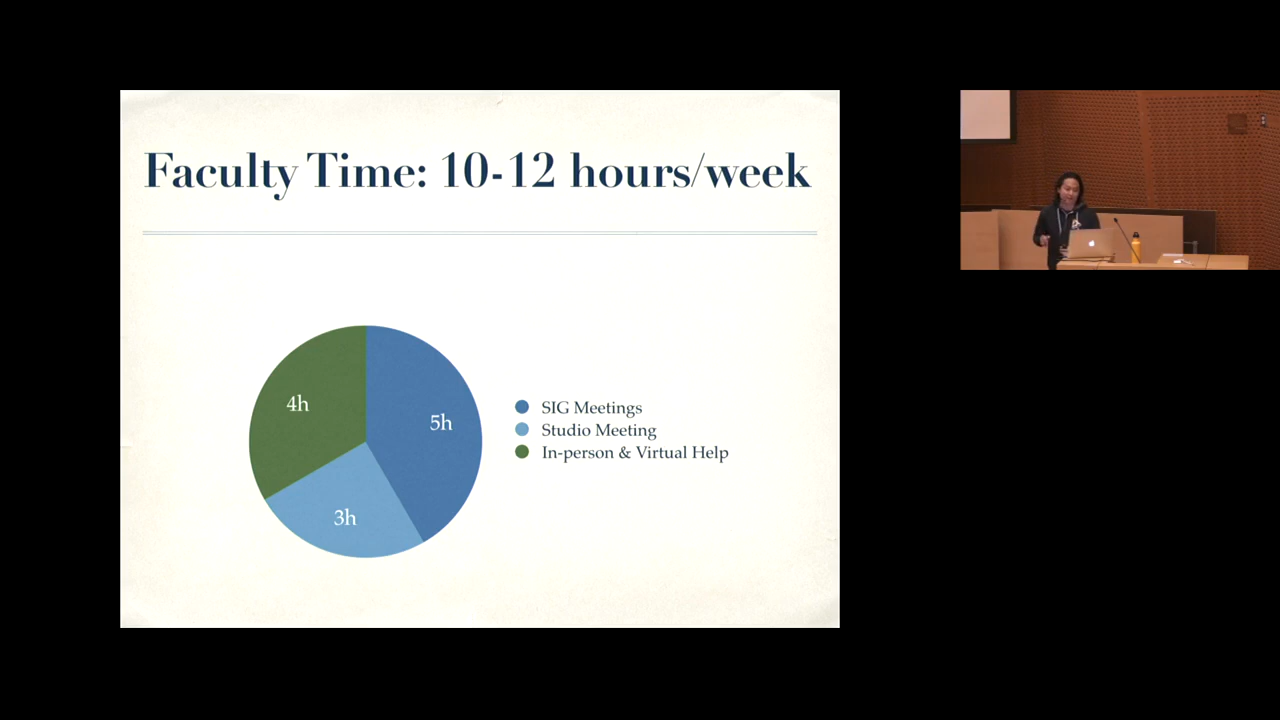 Faculty Time: 10-12 hours/week
4h
5h
3h
SIG Meetings
Studio Meeting
In-person & Virtual Help